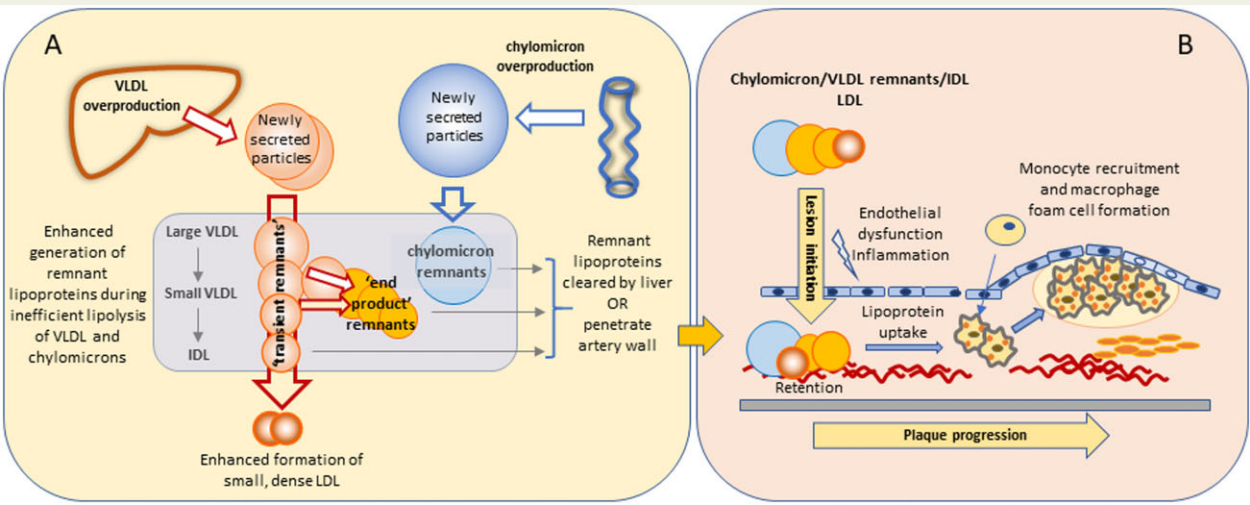 A
VLDL
overproduction
Newly
secreted
particles
chylomicron
overproduction
Newly
secreted
particles
Enhanced
generation of
remnant
lipoproteins during
inefficient lipolysis
of VLDL and
chylomicrons
Large VLDL
Small VLDL
IDL
'transient remnants'
'end
product'
remnants
chylomicron
remnants
Remnant
lipoproteins
cleared by liver
OR
penetrate
artery wall
Enhanced formation of
small, dense LDL
B
Chylomicron/VLDL remnants/IDL
LDL
Lesion initiation
Endothelial
dysfunction
Inflammation
Monocyte recruitment
and macrophage
foam cell formation
Lipoprotein
uptake
Retention
Plaque progression